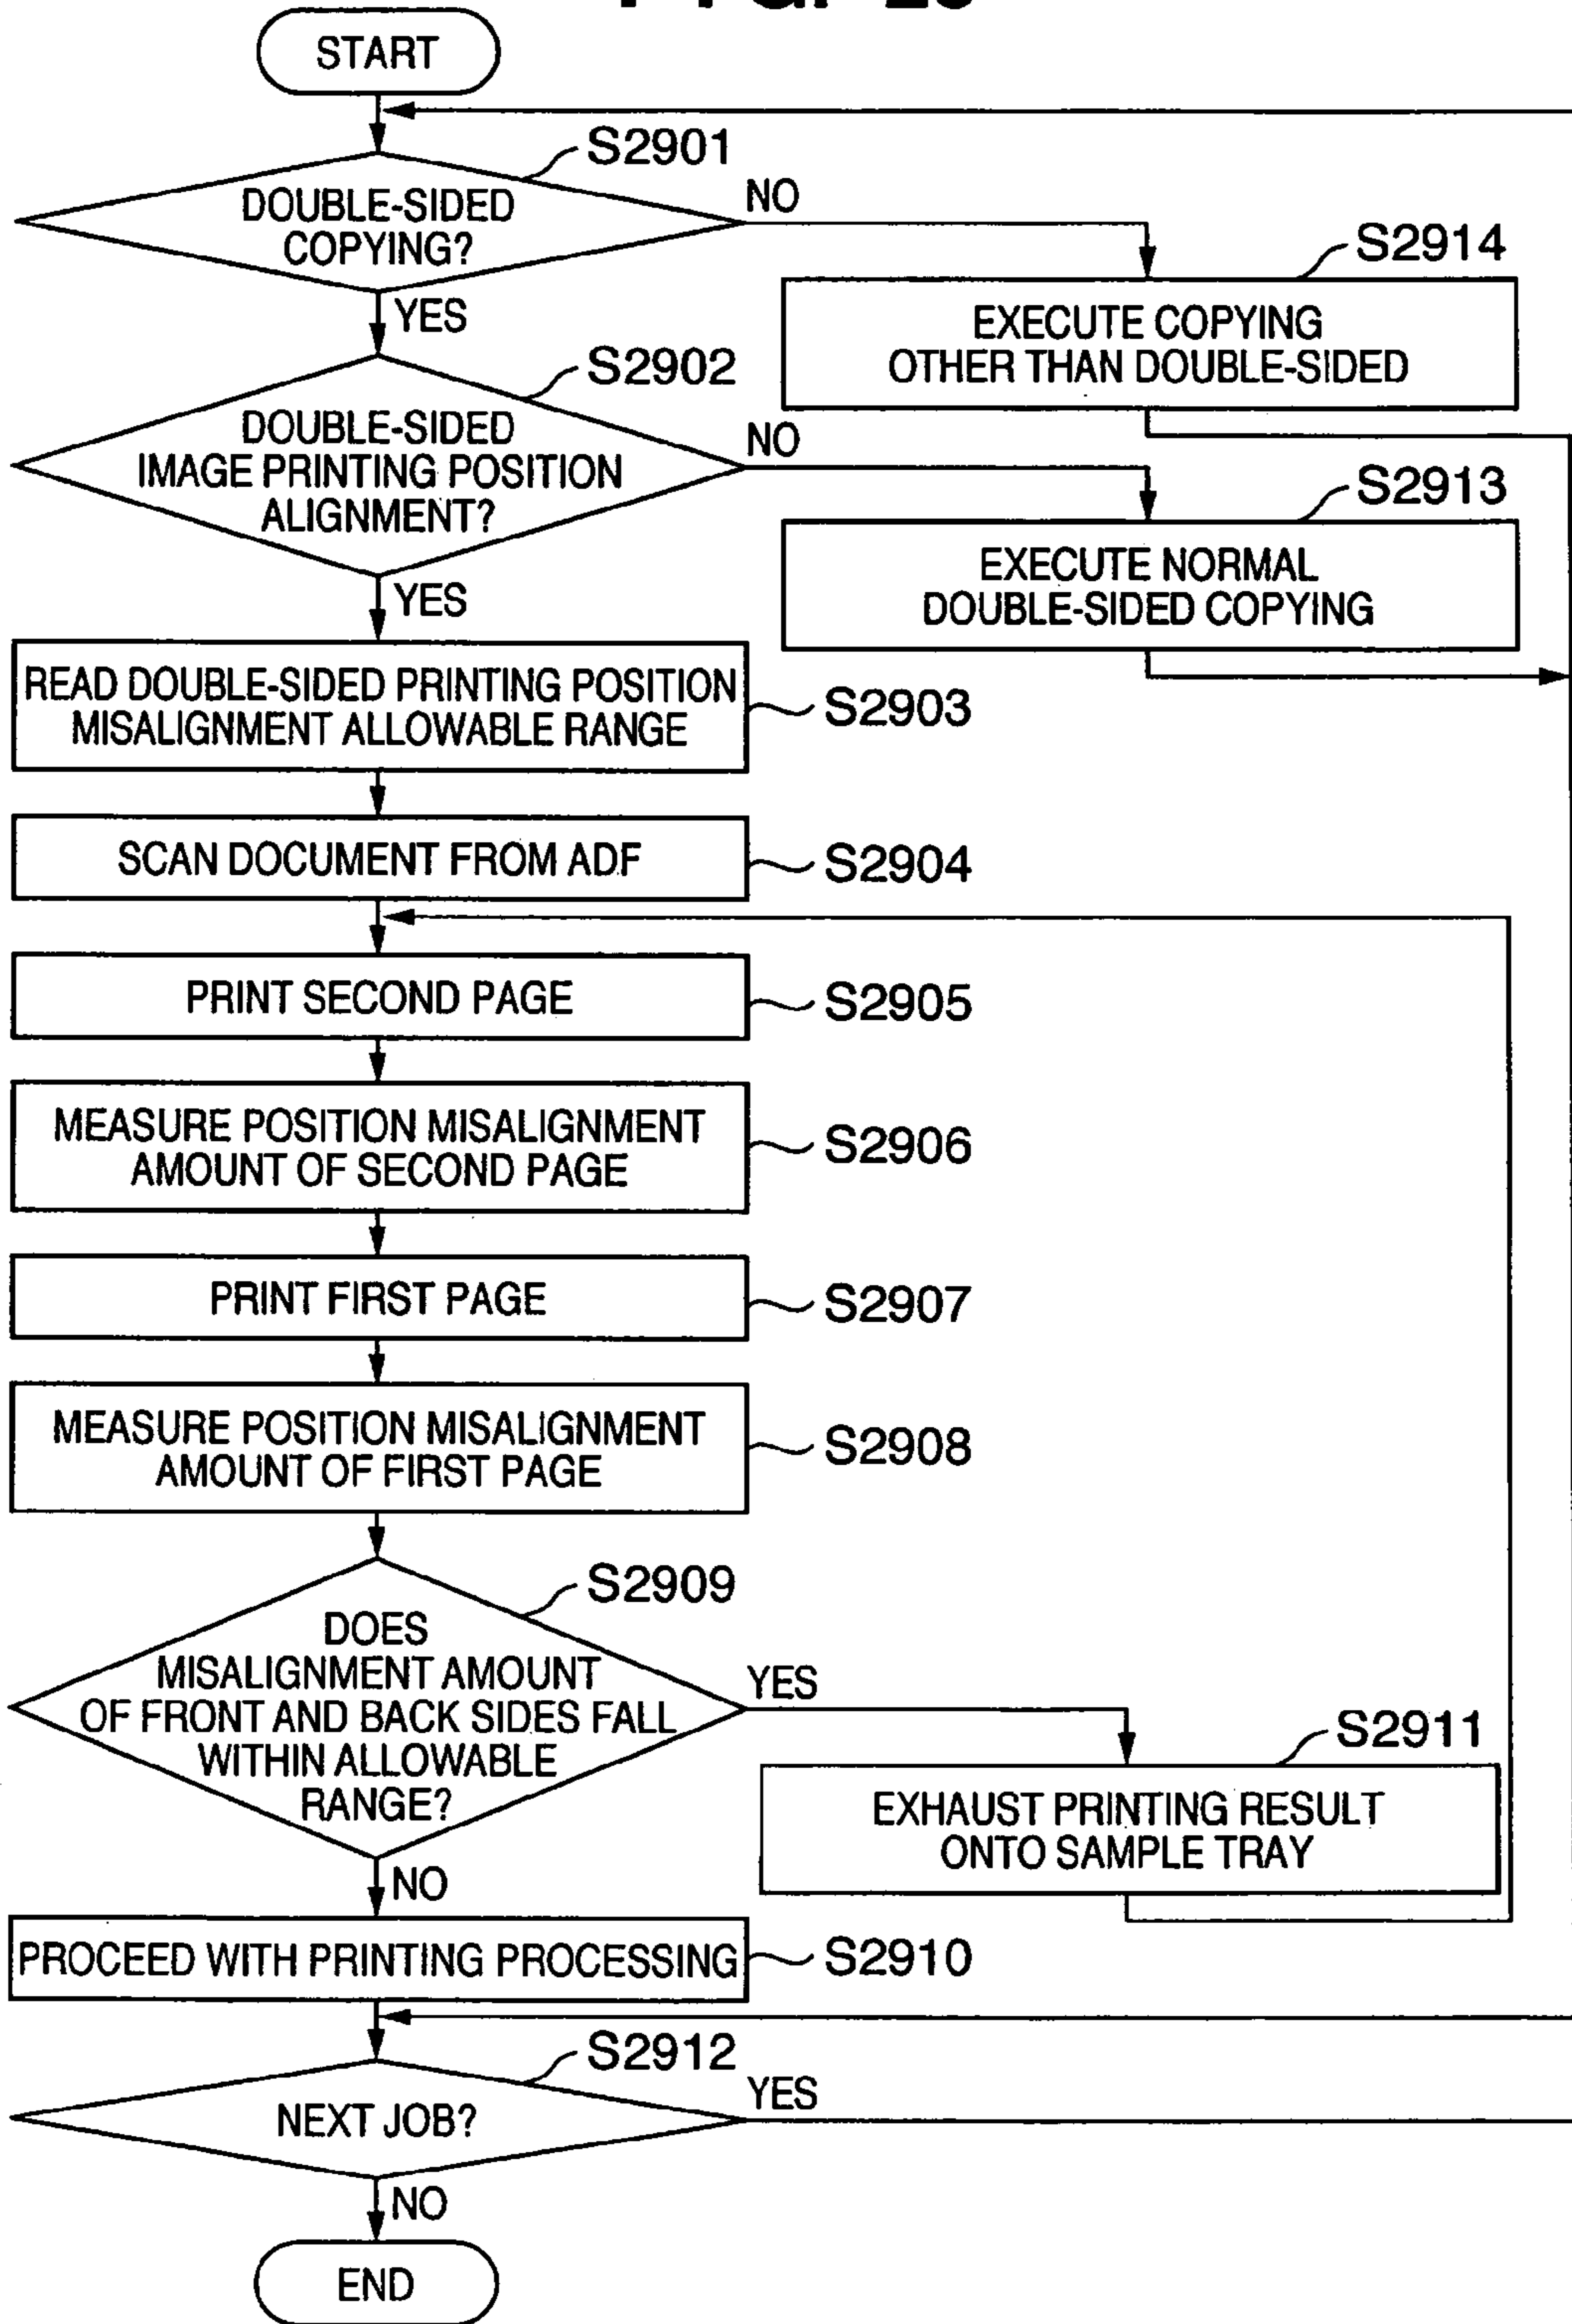 START
S2901
DOUBLE-SIDED
COPYING?
NO
YES
S2914
EXECUTE COPYING
OTHER THAN DOUBLE-SIDED
S2902
DOUBLE-SIDED
IMAGE PRINTING POSITION
ALIGNMENT?
NO
YES
S2913
EXECUTE NORMAL
DOUBLE-SIDED COPYING
READ DOUBLE-SIDED PRINTING POSITION
MISALIGNMENT ALLOWABLE RANGE
S2903
SCAN DOCUMENT FROM ADF
S2904
PRINT SECOND PAGE
S2905
MEASURE POSITION MISALIGNMENT
AMOUNT OF SECOND PAGE
S2906
PRINT FIRST PAGE
S2907
MEASURE POSITION MISALIGNMENT
AMOUNT OF FIRST PAGE
S2908
S2909
DOES
MISALIGNMENT AMOUNT
OF FRONT AND BACK SIDES FALL
WITHIN ALLOWABLE
RANGE?
YES
NO
S2911
EXHAUST PRINTING RESULT
ONTO SAMPLE TRAY
PROCEED WITH PRINTING PROCESSING
S2910
S2912
NEXT JOB?
YES
NO
END